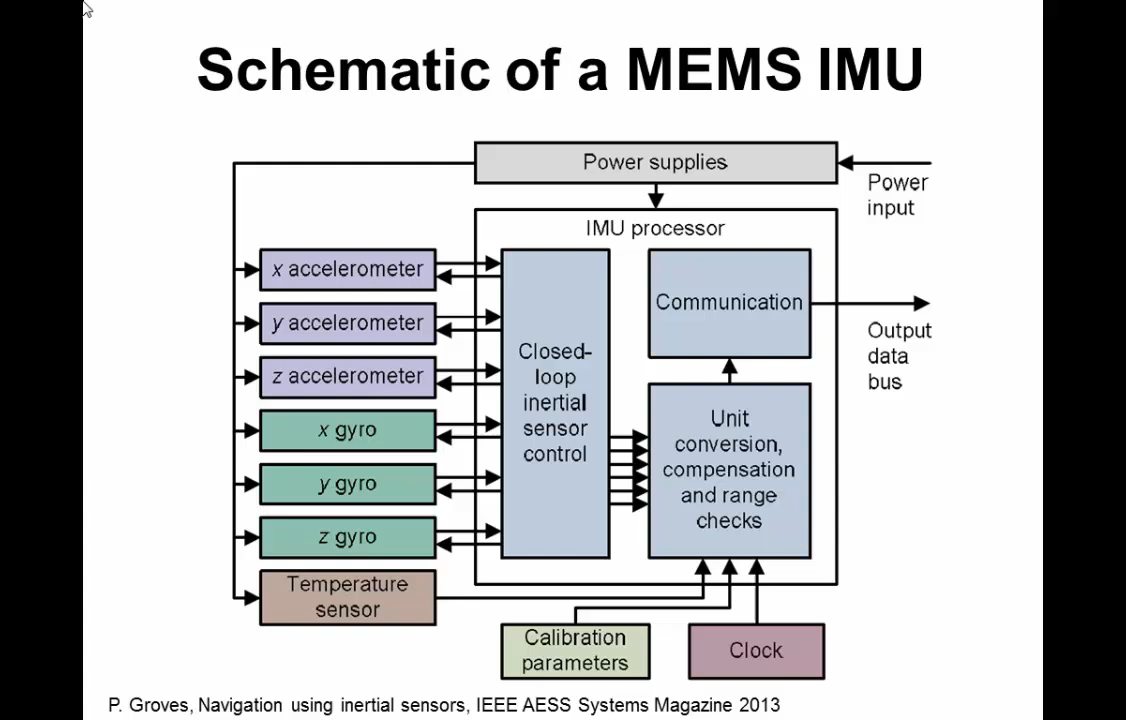 Schematic of a MEMS IMU
Power supplies
Power
input
IMU processor
x accelerometer
y accelerometer
z accelerometer
x gyro
y gyro
z gyro
Temperature
sensor
Closed-
loop
inertial
sensor
control
Communication
Output
data
bus
Unit
conversion,
compensation
and range
checks
Calibration
parameters
Clock
P. Groves, Navigation using inertial sensors, IEEE AESS Systems Magazine 2013